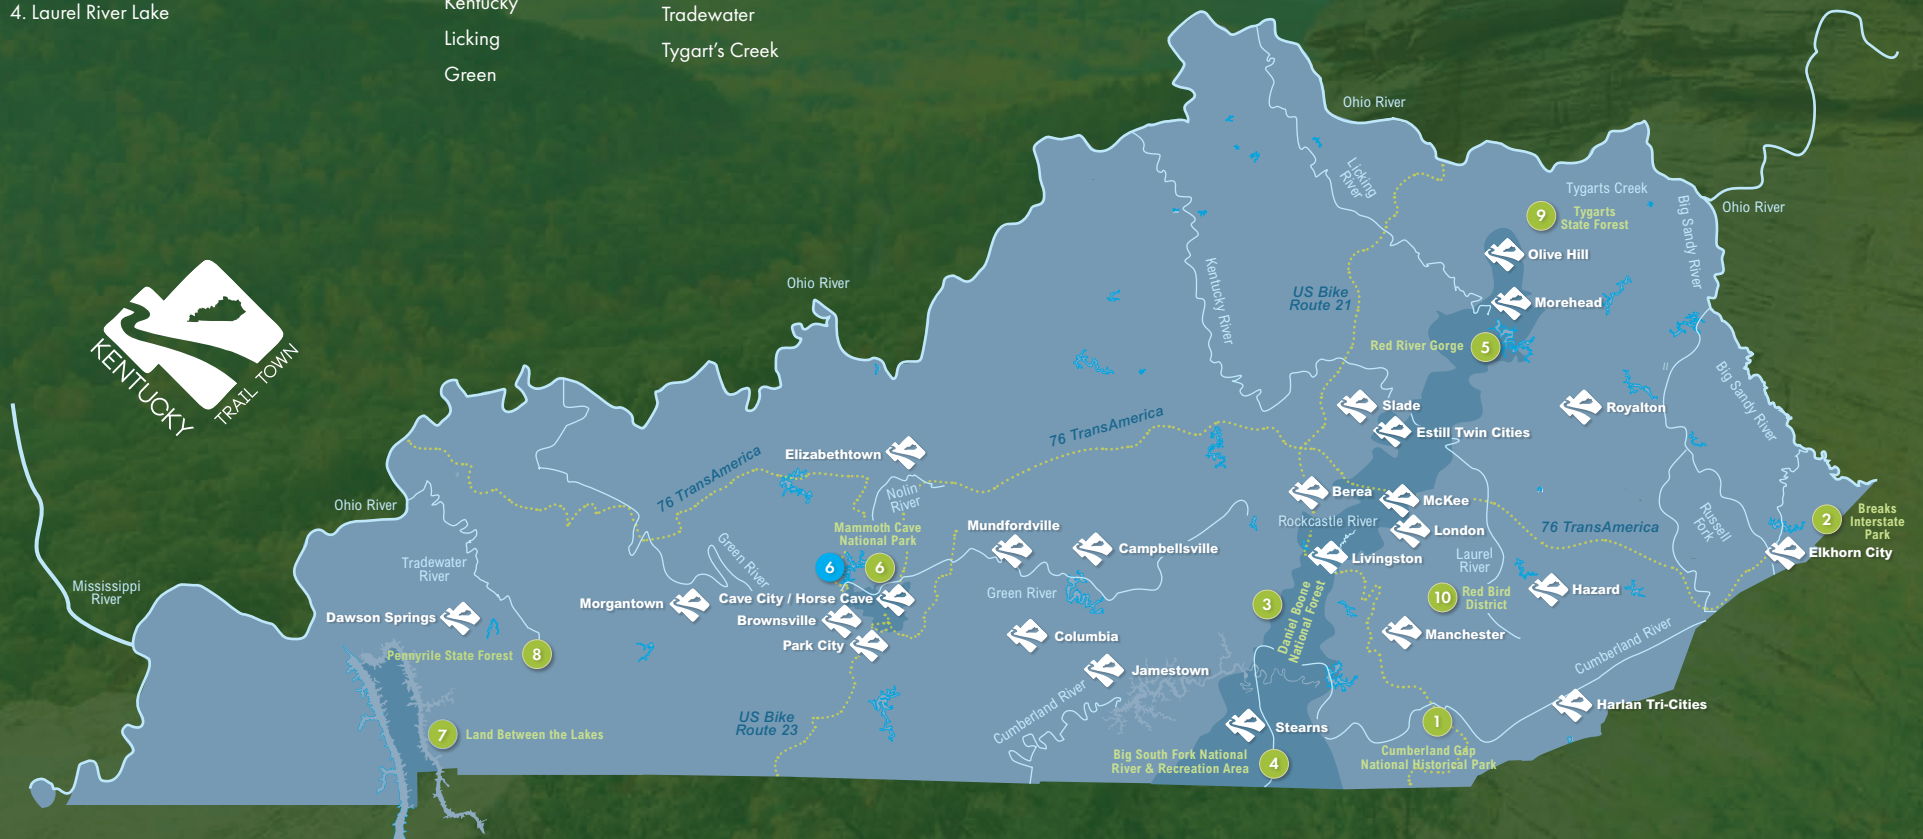 4. Laurel River Lake
Kentucky
Licking
Green
Tradewater
Tygart's Creek
KENTUCKY
TRAIL TOWN
Ohio River
Licking
River
Tygarts Creek
9
Tygarts
State Forest
Big Sandy River
Ohio River
Olive Hill
Kentucky River
Ohio River
US Bike
Route 21
Morehead
Red River Gorge
5
Big Sandy River
Slade
Royalton
Estill Twin Cities
76 TransAmerica
76 TransAmerica
Elizabethtown
Nolin
River
Berea
McKee
Ohio River
Mammoth Cave
National Park
Mundfordville
Rockcastle River
London
76 TransAmerica
Russell
Fork
2
Breaks
Interstate
Park
Elkhorn City
Campbellsville
Livingston
Laurel
River
Tradewater
River
Green River
6
6
Mississippi
River
Green River
Hazard
10
Red Bird
District
3
Daniel Boone
National Forest
Morgantown
Cave City / Horse Cave
Dawson Springs
Brownsville
Columbia
Manchester
Park City
Pennyrile State Forest
8
Jamestown
Cumberland River
Cumberland River
Harlan Tri-Cities
US Bike
Route 23
7
Land Between the Lakes
Stearns
1
Cumberland Gap
National Historical Park
Big South Fork National
River & Recreation Area
4